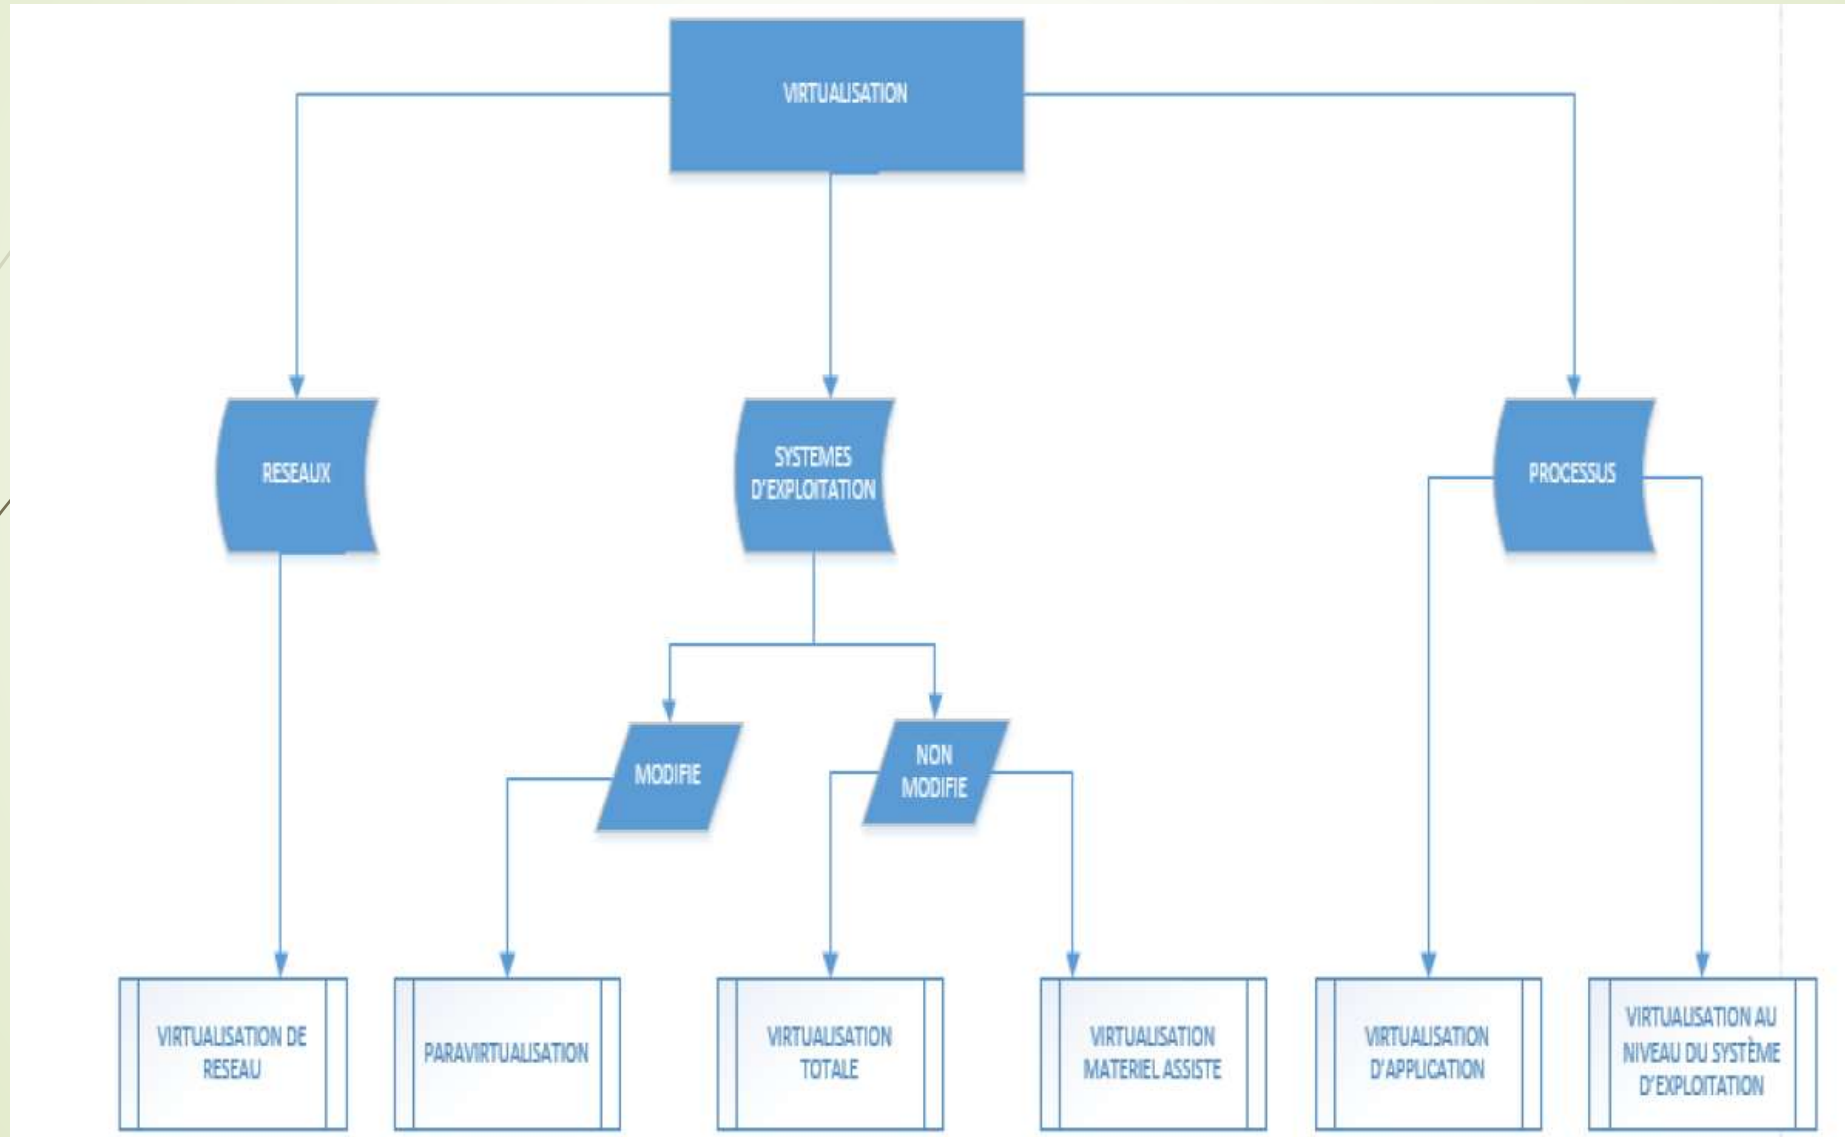 VIRTUALISATION
RESEAUX
SYSTEMES
D'EXPLOITATION
PROCESSUS
MODIFIE
NON
MODIFIE
VIRTUALISATION DE
RESEAU
PARAVIRTUALISATION
VIRTUALISATION
TOTALE
VIRTUALISATION
MATERIEL ASSISTE
VIRTUALISATION
D'APPLICATION
VIRTUALISATION AU
NIVEAU DU SYSTÈME
D'EXPLOITATION